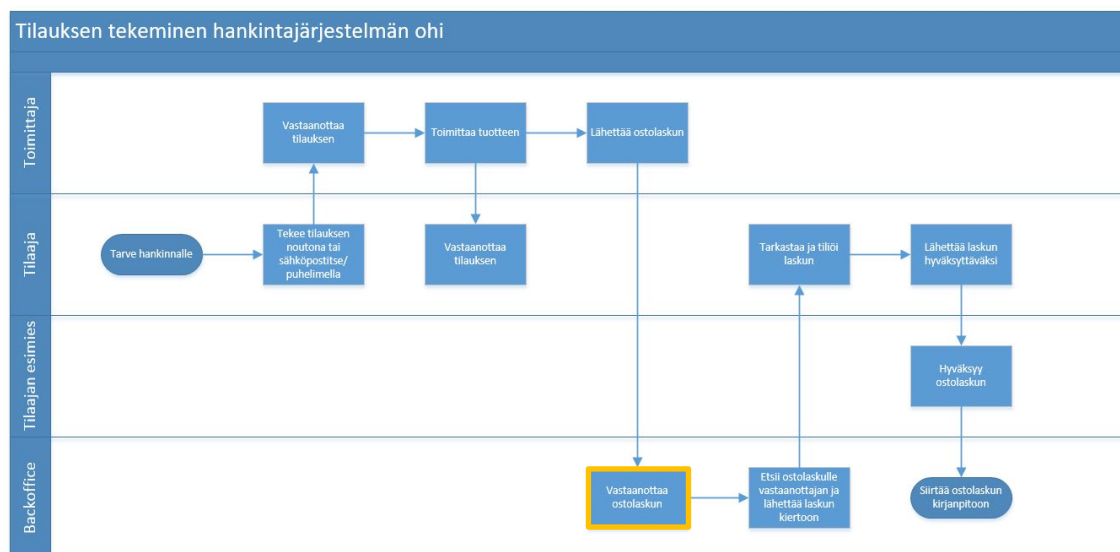 Tilauksen tekeminen hankintajärjestelmän ohi
Toimittaja
Vastaanottaa
tilauksen
Toimittaa tuotteen
Lähettää ostolaskun
Tilaaja
Tarve hankinnalle
Tekee tilauksen
noutona tai
sähköpostitse/
puhelimella
Vastaanottaa
tilauksen
Tarkastaa ja tiliöi
laskun
Lähettää laskun
hyväksyttäväksi
Tilaajan esimies
Hyväksyy
ostolaskun
Backoffice
Vastaanottaa
ostolaskun
Etsii ostolaskulle
vastaanottajan ja
lähettää laskun
kiertoon
Siirtää ostolaskun
kirjanpitoon